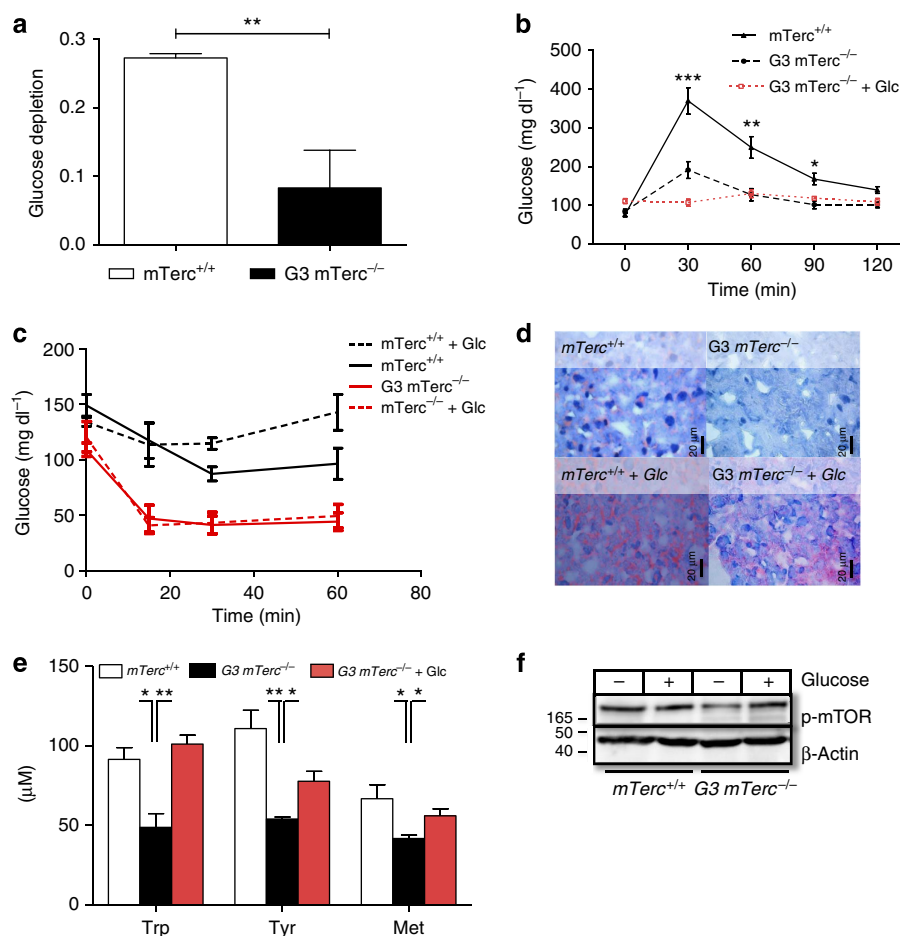 a
**
0.3
0.2
0.1
0.0
Glucose depletion
mTerc+/+ G3 mTerc−/−
b
mTerc+/+
G3 mTerc−/−
G3 mTerc−/− + Glc
500
400
300
200
100
0
Glucose (mg dl−1)
***
**
*
0 30 60 90 120
Time (min)
c
mTerc+/+ + Glc
mTerc+/+
G3 mTerc−/−
mTerc−/− + Glc
200
150
100
50
0
Glucose (mg dl−1)
0 20 40 60 80
Time (min)
d
mTerc+/+ G3 mTerc−/−
20 µm 20 µm
mTerc+/+ + Glc G3 mTerc−/− + Glc
20 µm 20 µm
e
mTerc+/+ G3 mTerc−/− G3 mTerc−/− + Glc
150
100
50
0
(µM)
* ** ** * * *
Trp Tyr Met
f
− + − + Glucose
165 p-mTOR
50
40 β-Actin
mTerc+/+ G3 mTerc−/−